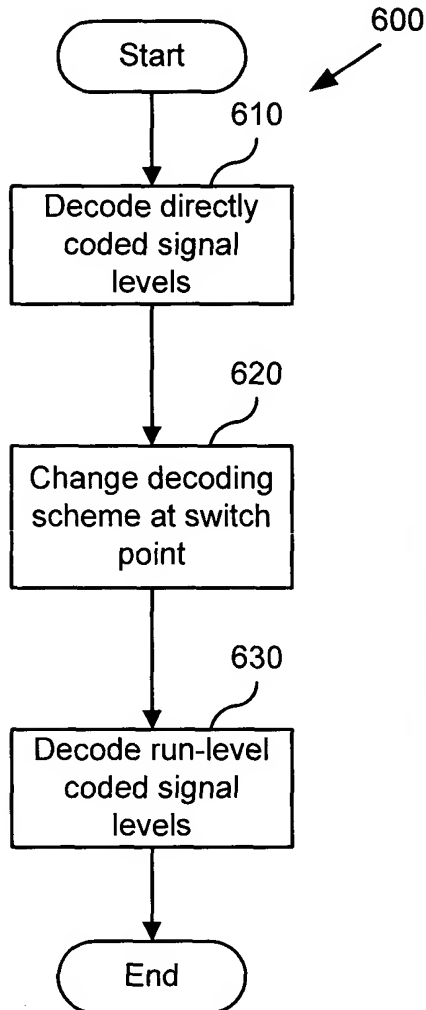 600
Start
610
Decode directly
coded signal
levels
620
Change decoding
scheme at switch
point
630
Decode run-level
coded signal
levels
End